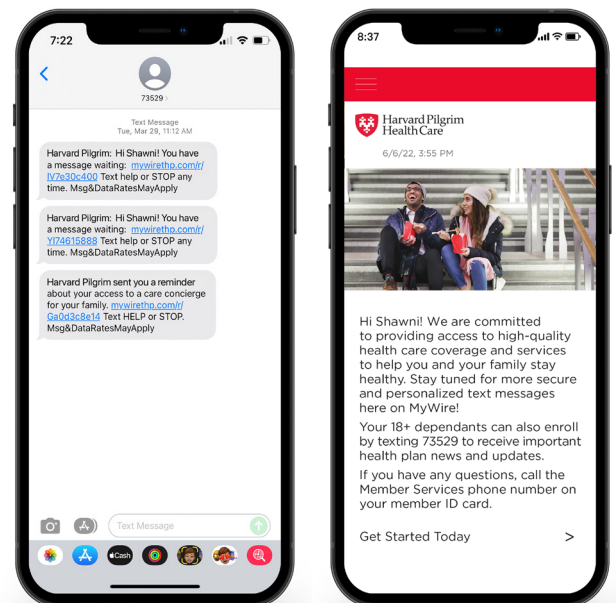 7:22
73529 >
Text Message
Tue, Mar 29, 11:12 AM
Harvard Pilgrim: Hi Shawni! You have
a message waiting: mywirethp.com/r/
IV7e30c400 Text help or STOP any
time. Msg&DataRatesMayApply
Harvard Pilgrim: Hi Shawni! You have
a message waiting: mywirethp.com/r/
YI74615888 Text help or STOP any
time. Msg&DataRatesMayApply
Harvard Pilgrim sent you a reminder
about your access to a care concierge
for your family. mywirethp.com/r/
Ga0d3c8e14 Text HELP or STOP.
Msg&DataRatesMayApply
Text Message
Cash
8:37
Harvard Pilgrim
HealthCare
6/6/22, 3:55 PM
Hi Shawni! We are committed
to providing access to high-quality
health care coverage and services
to help you and your family stay
healthy. Stay tuned for more secure
and personalized text messages
here on MyWire!
Your 18+ dependants can also enroll
by texting 73529 to receive important
health plan news and updates.
If you have any questions, call the
Member Services phone number on
your member ID card.
Get Started Today >